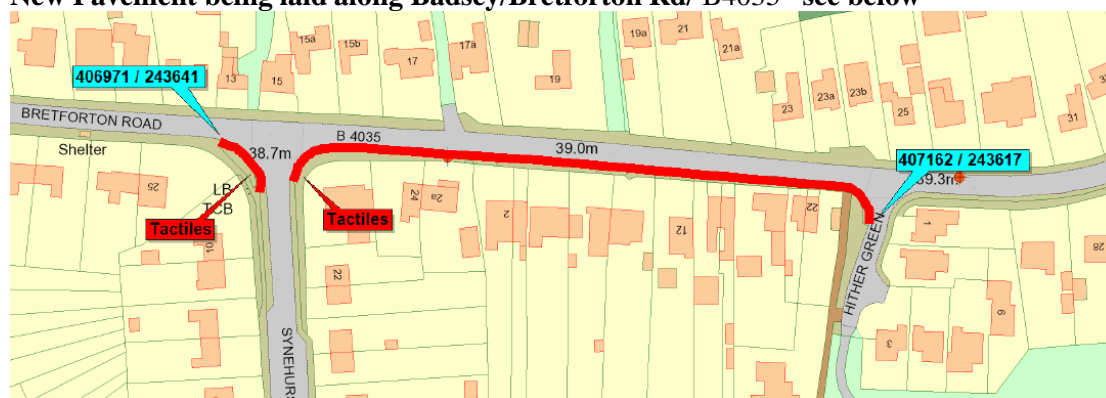 New Pavement being laid along Badsey/Bretforton Rd/ B4035 see below
15a
15b
17a
19a
21
21a
406971 / 243641
13
15
17
19
23
23a
23b
25
31
BRETFORTON ROAD
B 4035
Shelter
38.7m
39.0m
407162 / 243617
39.3m
25
LB
TCB
24
2a
2
12
22
1
28
Tactiles
Tactiles
22
HITHER GREEN
9
3
SYNEHURS